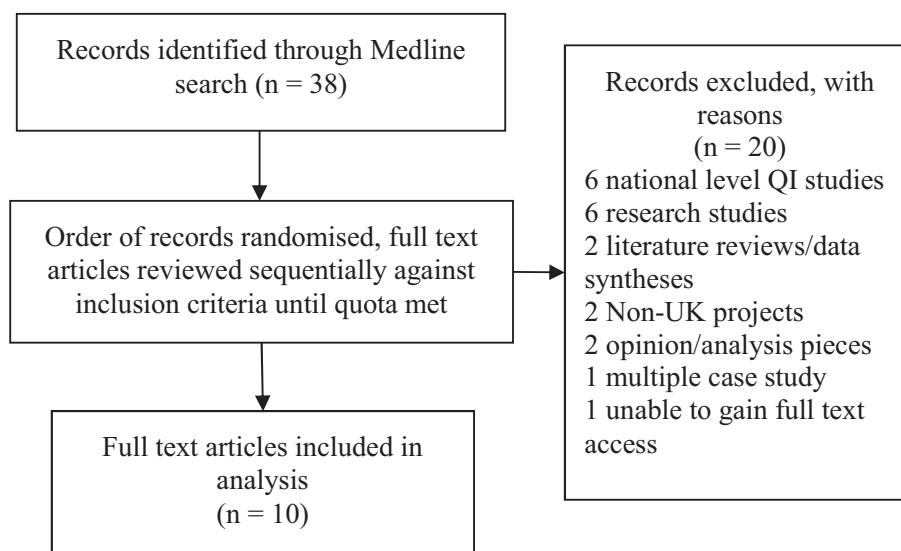 Records identified through Medline
search (n = 38)
Order of records randomised, full text
articles reviewed sequentially against
inclusion criteria until quota met
Full text articles included in
analysis
(n = 10)
Records excluded, with
reasons
(n = 20)
6 national level QI studies
6 research studies
2 literature reviews/data
syntheses
2 Non-UK projects
2 opinion/analysis pieces
1 multiple case study
1 unable to gain full text
access